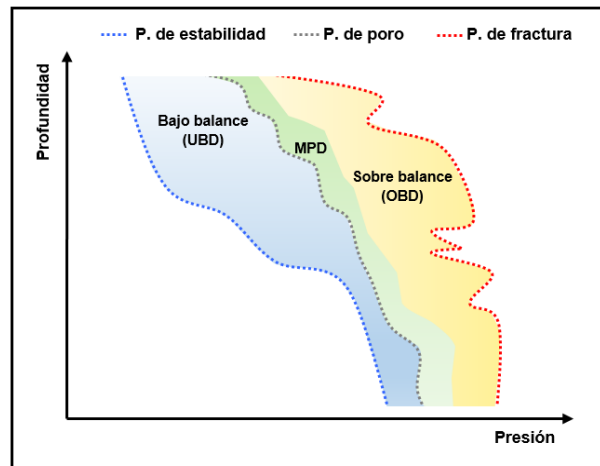 P. de estabilidad P. de poro P. de fractura
Profundidad
Bajo balance
(UBD)
MPD
Sobre balance
(OBD)
Presión